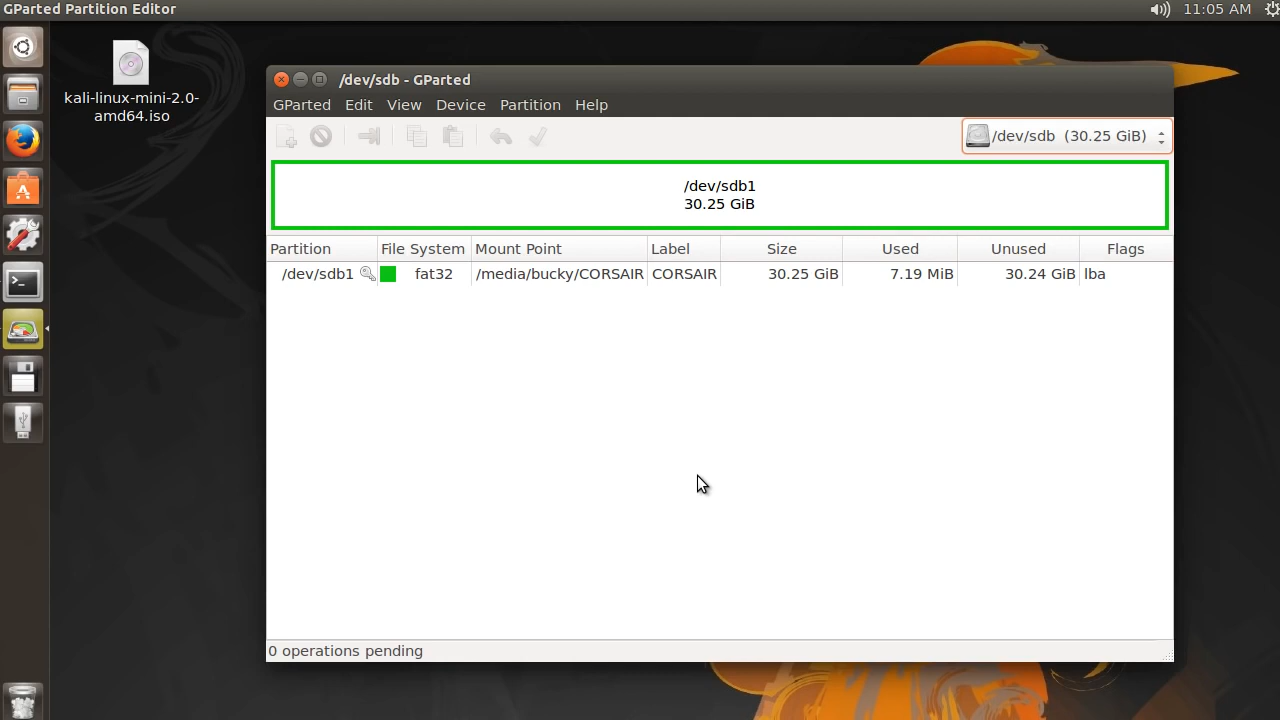 GParted Partition Editor
11:05 AM
kali-linux-mini-2.0-
amd64.iso
/dev/sdb - GParted
GParted Edit View Device Partition Help
/dev/sdb (30.25 GiB)
/dev/sdb1
30.25 GiB
Partition File System Mount Point Label Size Used Unused Flags
/dev/sdb1 fat32 /media/bucky/CORSAIR CORSAIR 30.25 GiB 7.19 MiB 30.24 GiB lba
0 operations pending